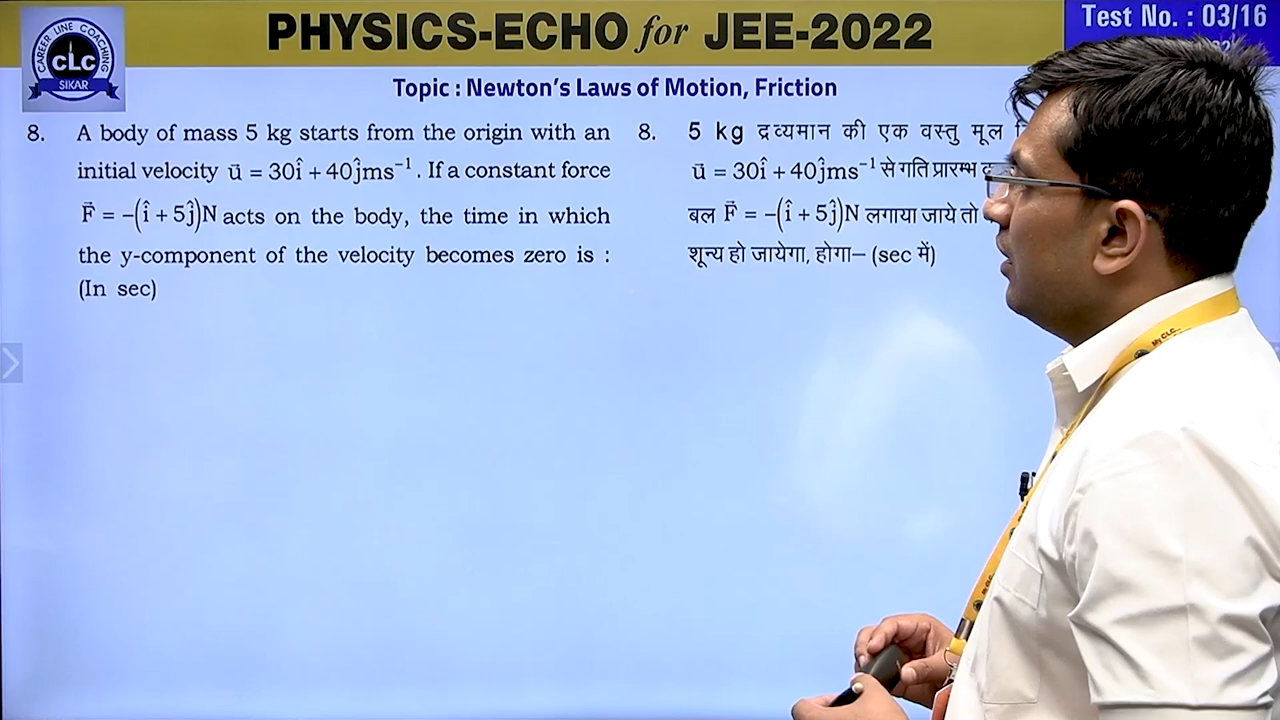 PHYSICS-ECHO for JEE-2022
Test No. : 03/16
CAREER LINE COACHING
CLC
SIKAR
Topic : Newton's Laws of Motion, Friction
8. A body of mass 5 kg starts from the origin with an
initial velocity u⃗ = 30î + 40ĵms⁻¹. If a constant force
F⃗ = −(î + 5ĵ)N acts on the body, the time in which
the y-component of the velocity becomes zero is :
(In sec)
8. 5 kg द्रव्यमान की एक वस्तु मूल
u⃗ = 30î + 40ĵms⁻¹ से गति प्रारम्भ
बल F⃗ = −(î + 5ĵ)N लगाया जाये तो
शून्य हो जायेगा, होगा– (sec में)
My CLC